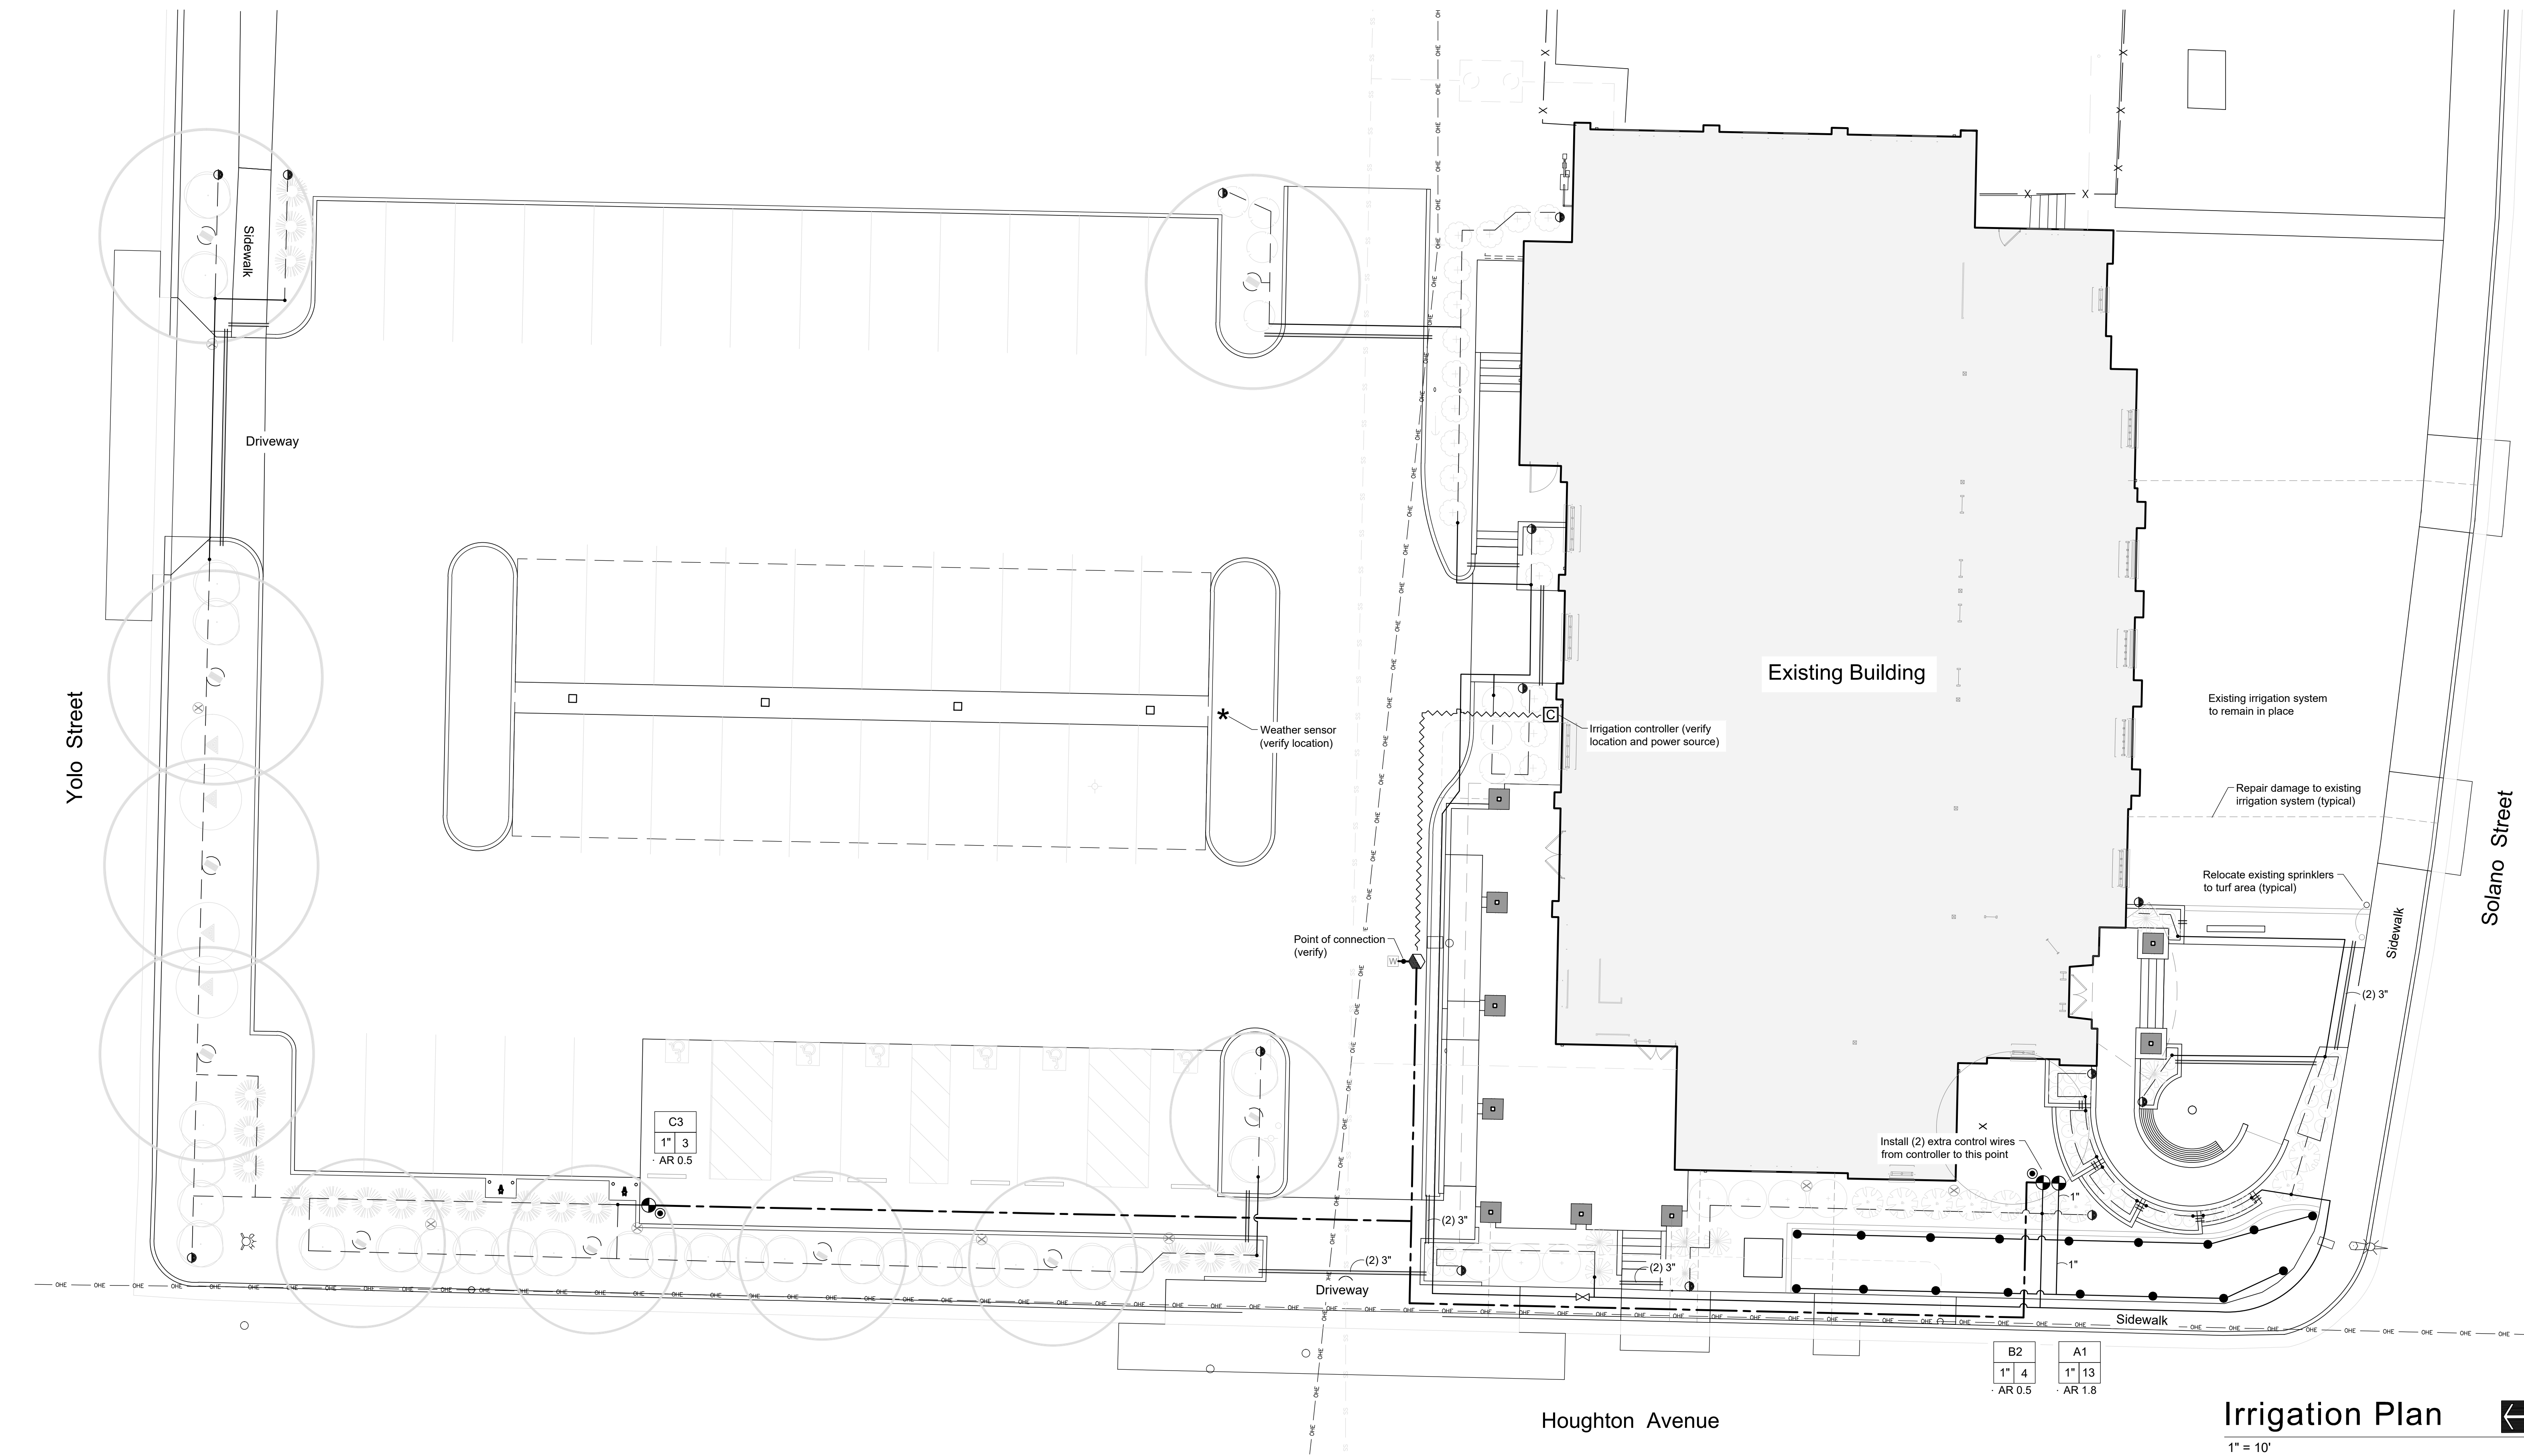 Sidewalk
Driveway
Yolo Street
Existing Building
Weather sensor
(verify location)
C
Irrigation controller (verify
location and power source)
Existing irrigation system
to remain in place
Repair damage to existing
irrigation system (typical)
Relocate existing sprinklers
to turf area (typical)
Solano Street
Sidewalk
Point of connection
(verify)
W
(2) 3"
C3
1" 3
AR 0.5
Install (2) extra control wires
from controller to this point
1"
(2) 3"
(2) 3"
(2) 3"
1"
Driveway
Sidewalk
OHE
B2
1" 4
AR 0.5
A1
1" 13
AR 1.8
Houghton Avenue
Irrigation Plan
1" = 10'